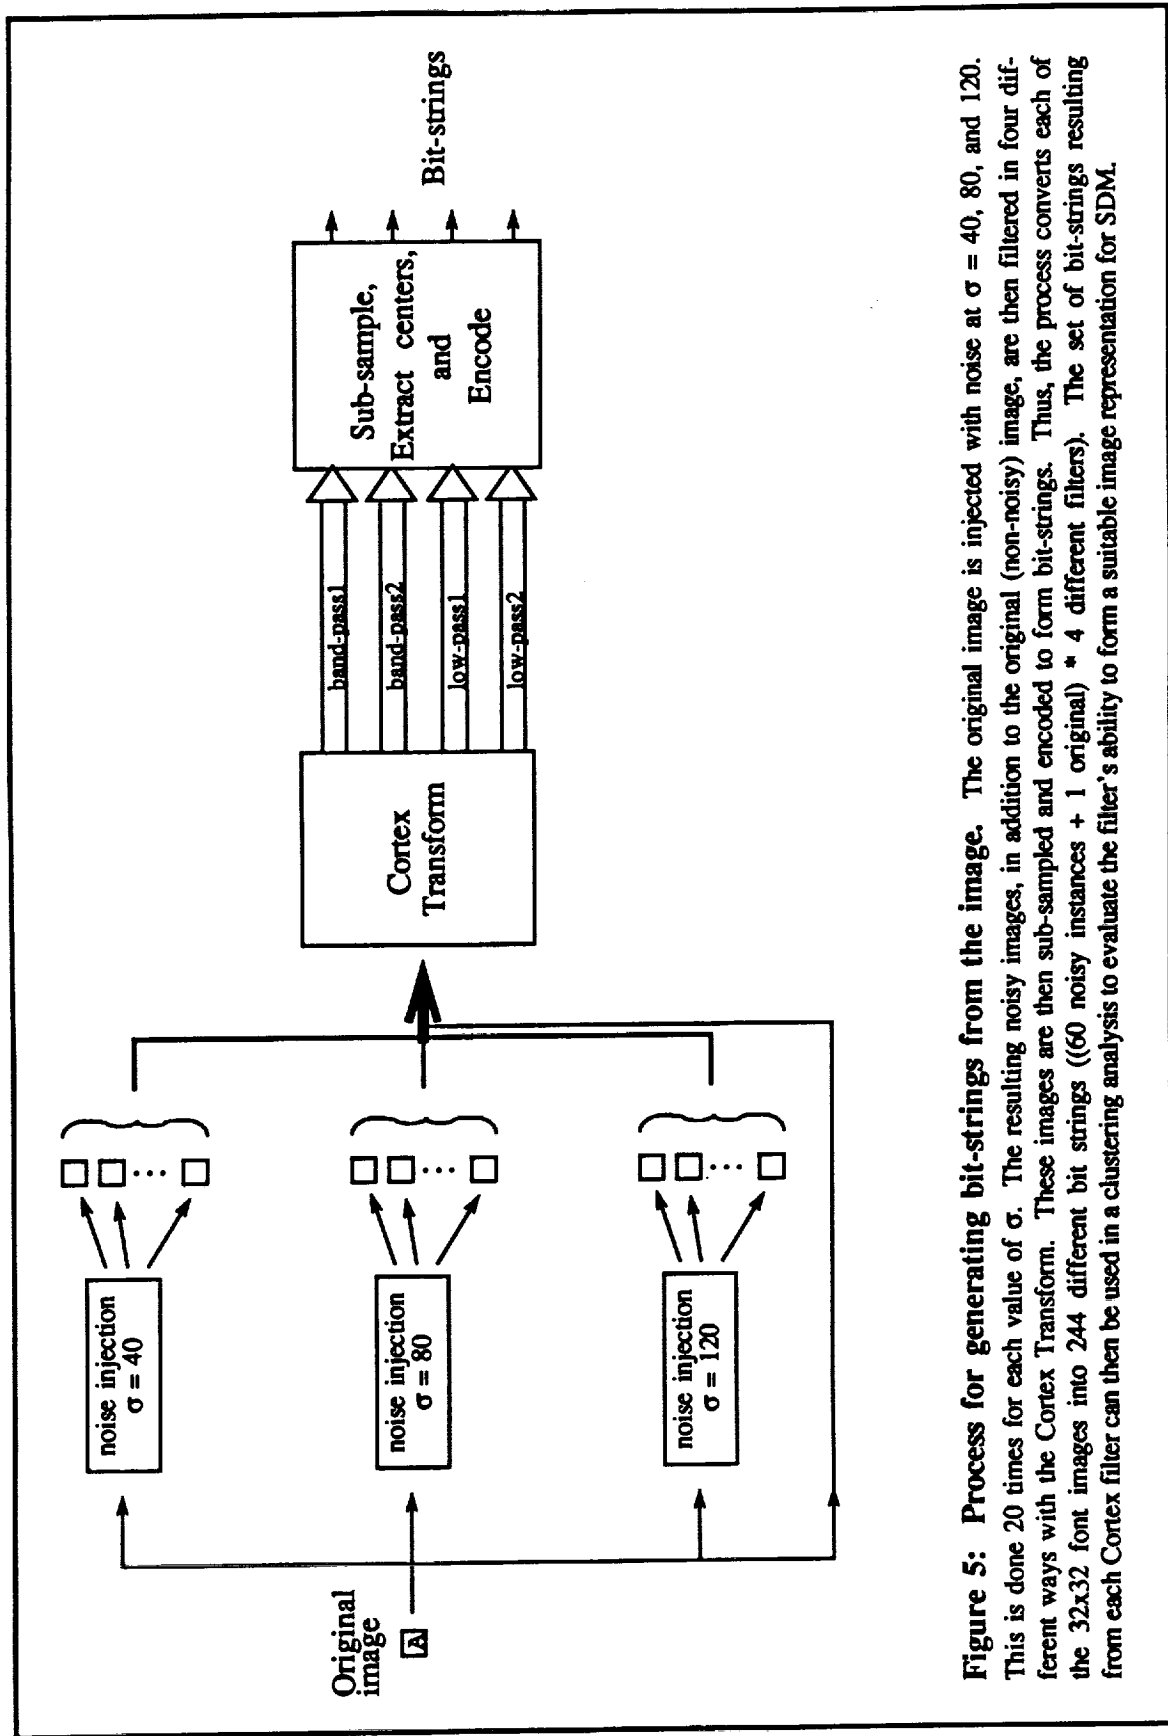 Original
image
A
noise injection
σ = 40
noise injection
σ = 80
noise injection
σ = 120
Cortex
Transform
band-pass1
band-pass2
low-pass1
low-pass2
Sub-sample,
Extract centers,
and
Encode
Bit-strings
Figure 5: Process for generating bit-strings from the image. The original image is injected with noise at σ = 40, 80, and 120.
This is done 20 times for each value of σ. The resulting noisy images, in addition to the original (non-noisy) image, are then filtered in four dif-
ferent ways with the Cortex Transform. These images are then sub-sampled and encoded to form bit-strings. Thus, the process converts each of
the 32x32 font images into 244 different bit strings ((60 noisy instances + 1 original) * 4 different filters). The set of bit-strings resulting
from each Cortex filter can then be used in a clustering analysis to evaluate the filter's ability to form a suitable image representation for SDM.